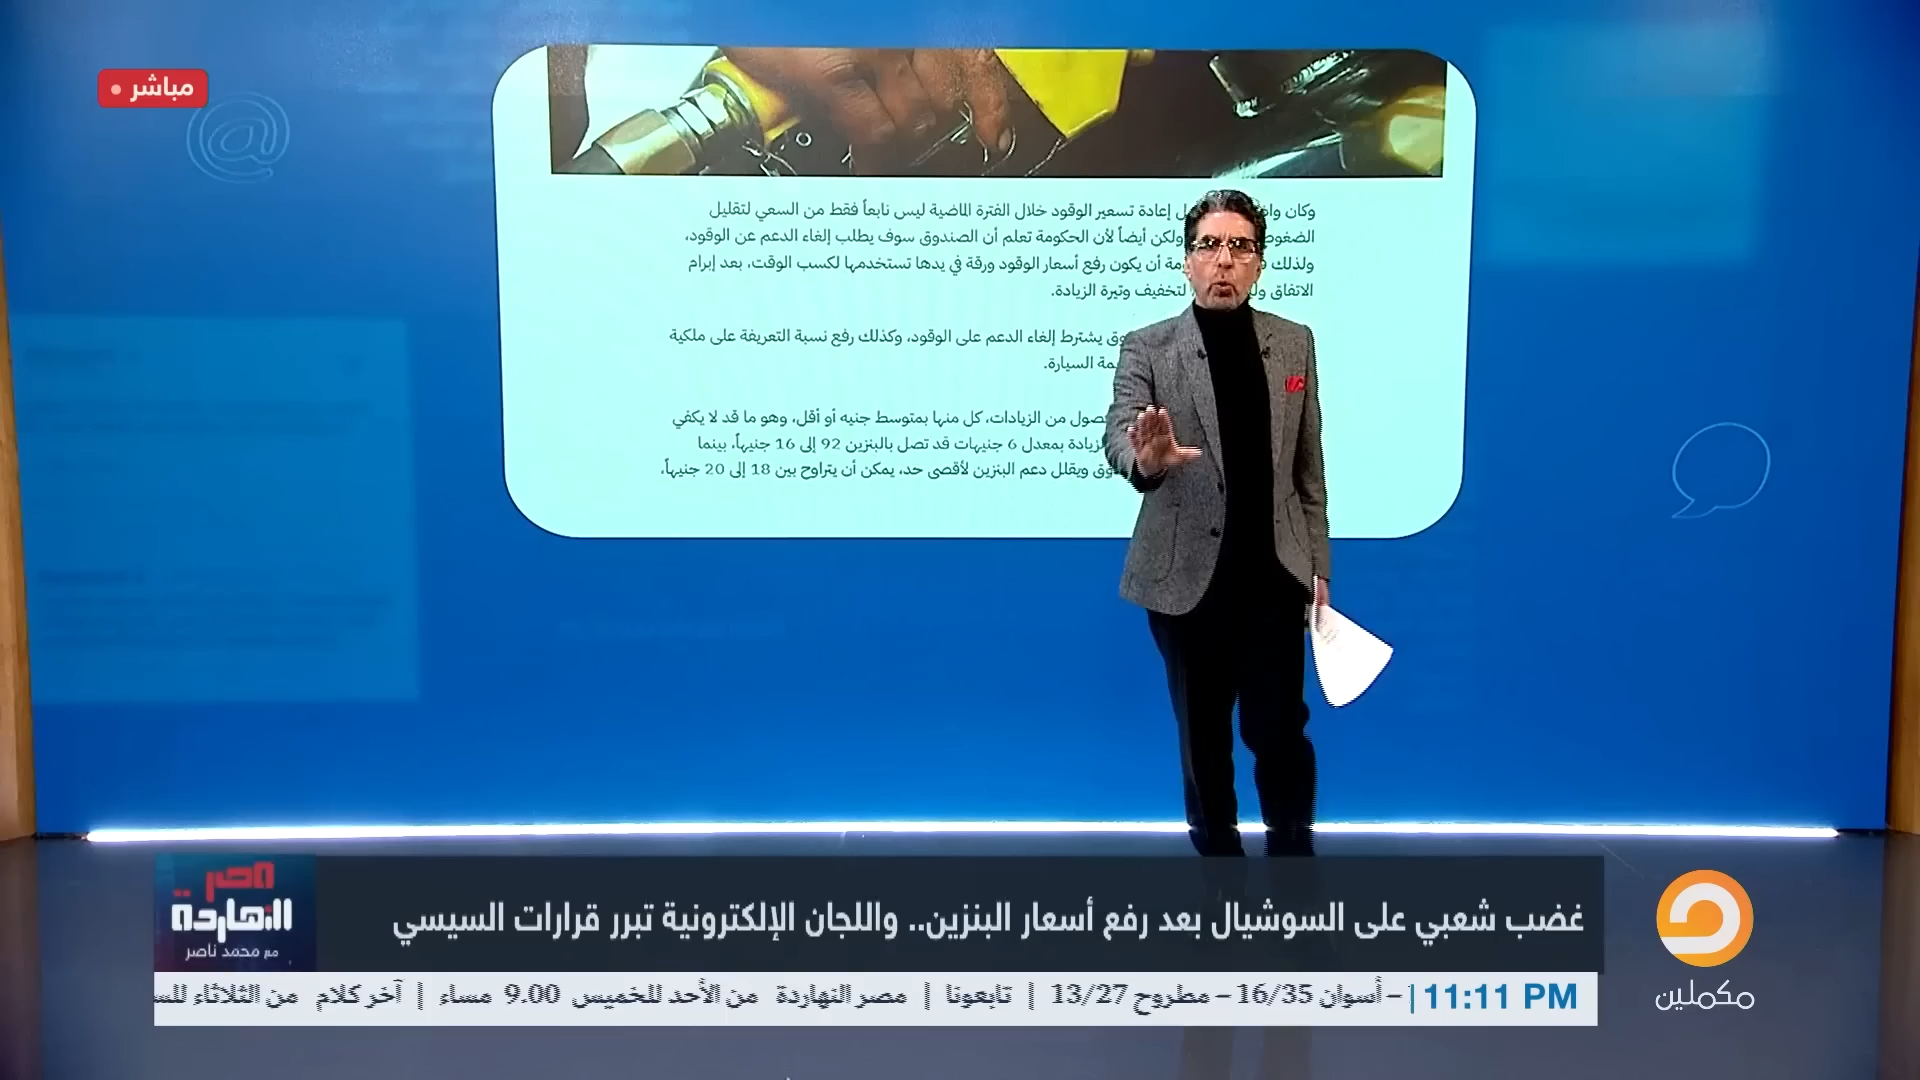 مباشر
وكان إعادة تسعير الوقود خلال الفترة الماضية ليس نابعاً فقط من السعي لتقليل
ولكن أيضاً لأن الحكومة تعلم أن الصندوق سوف يطلب إلغاء الدعم عن الوقود،
ولذلك أن يكون رفع أسعار الوقود ورقة في يدها تستخدمها لكسب الوقت، بعد إبرام
الاتفاق لتخفيف وتيرة الزيادة.
يشترط إلغاء الدعم على الوقود، وكذلك رفع نسبة التعريفة على ملكية
السيارة.
من الزيادات، كل منها بمتوسط جنيه أو أقل، وهو ما قد لا يكفي
بمعدل 6 جنيهات قد تصل بالبنزين 92 إلى 16 جنيهاً، بينما
ويقلل دعم البنزين لأقصى حد، يمكن أن يتراوح بين 18 إلى 20 جنيهاً،
مصر
النهاردة
مع محمد ناصر
غضب شعبي على السوشيال بعد رفع أسعار البنزين.. واللجان الإلكترونية تبرر قرارات السيسي
11:11 PM | – أسوان 16/35 – مطروح 13/27 | تابعونا | مصر النهاردة من الأحد للخميس 9.00 مساء | آخر كلام من الثلاثاء
مكملين